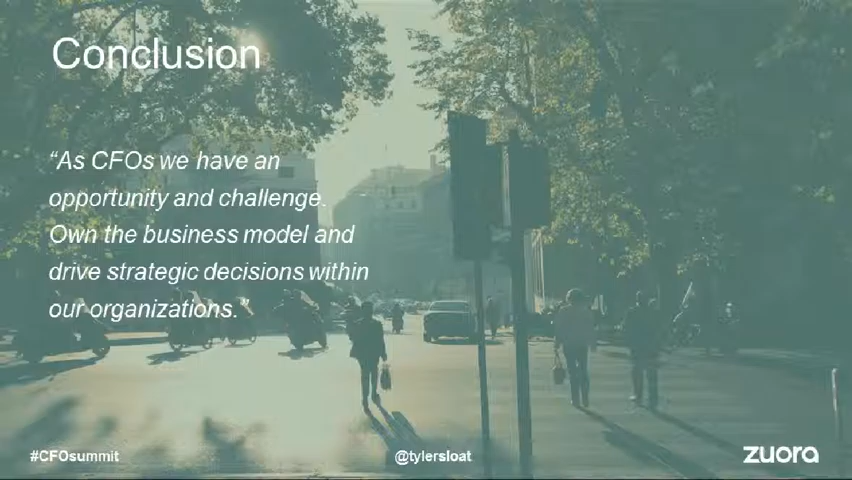 Conclusion
“As CFOs we have an
opportunity and challenge.
Own the business model and
drive strategic decisions within
our organizations.”
#CFOsummit
@tylersloat
zuora